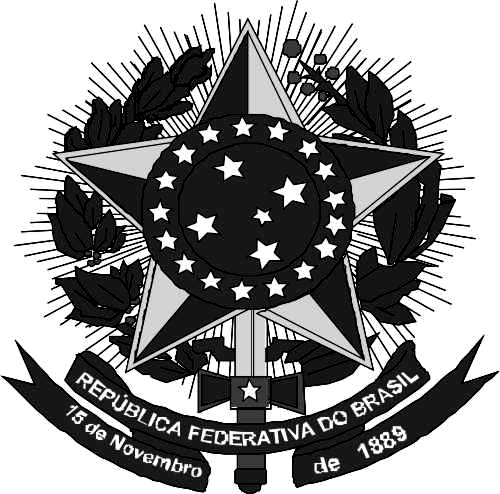 REPÚBLICA FEDERATIVA DO BRASIL
15 de Novembro de 1889